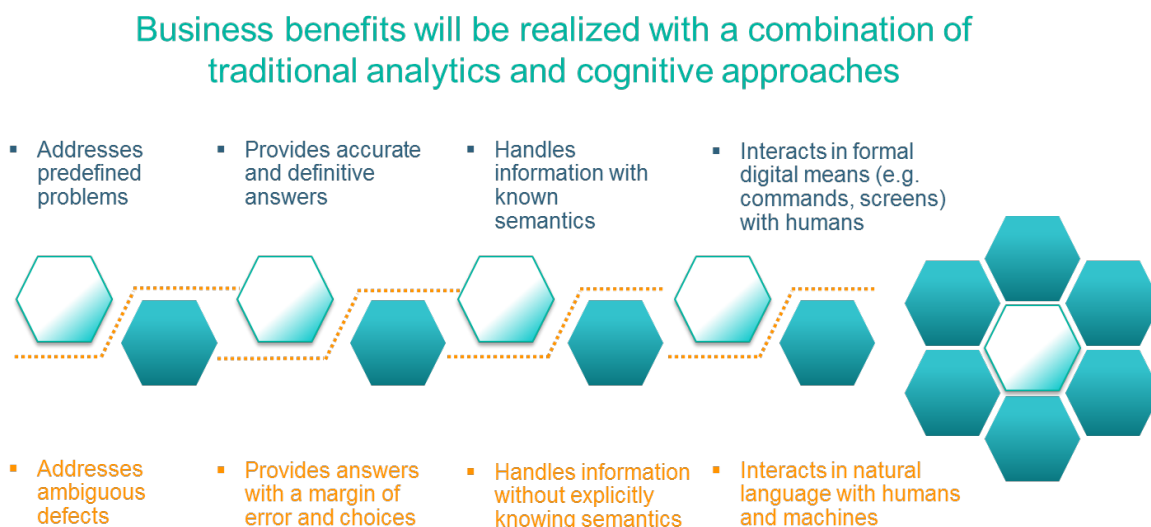 Business benefits will be realized with a combination of
traditional analytics and cognitive approaches
▪ Addresses
predefined
problems
▪ Provides accurate
and definitive
answers
▪ Handles
information with
known
semantics
▪ Interacts in formal
digital means (e.g.
commands, screens)
with humans
▪ Addresses
ambiguous
defects
▪ Provides answers
with a margin of
error and choices
▪ Handles information
without explicitly
knowing semantics
▪ Interacts in natural
language with humans
and machines